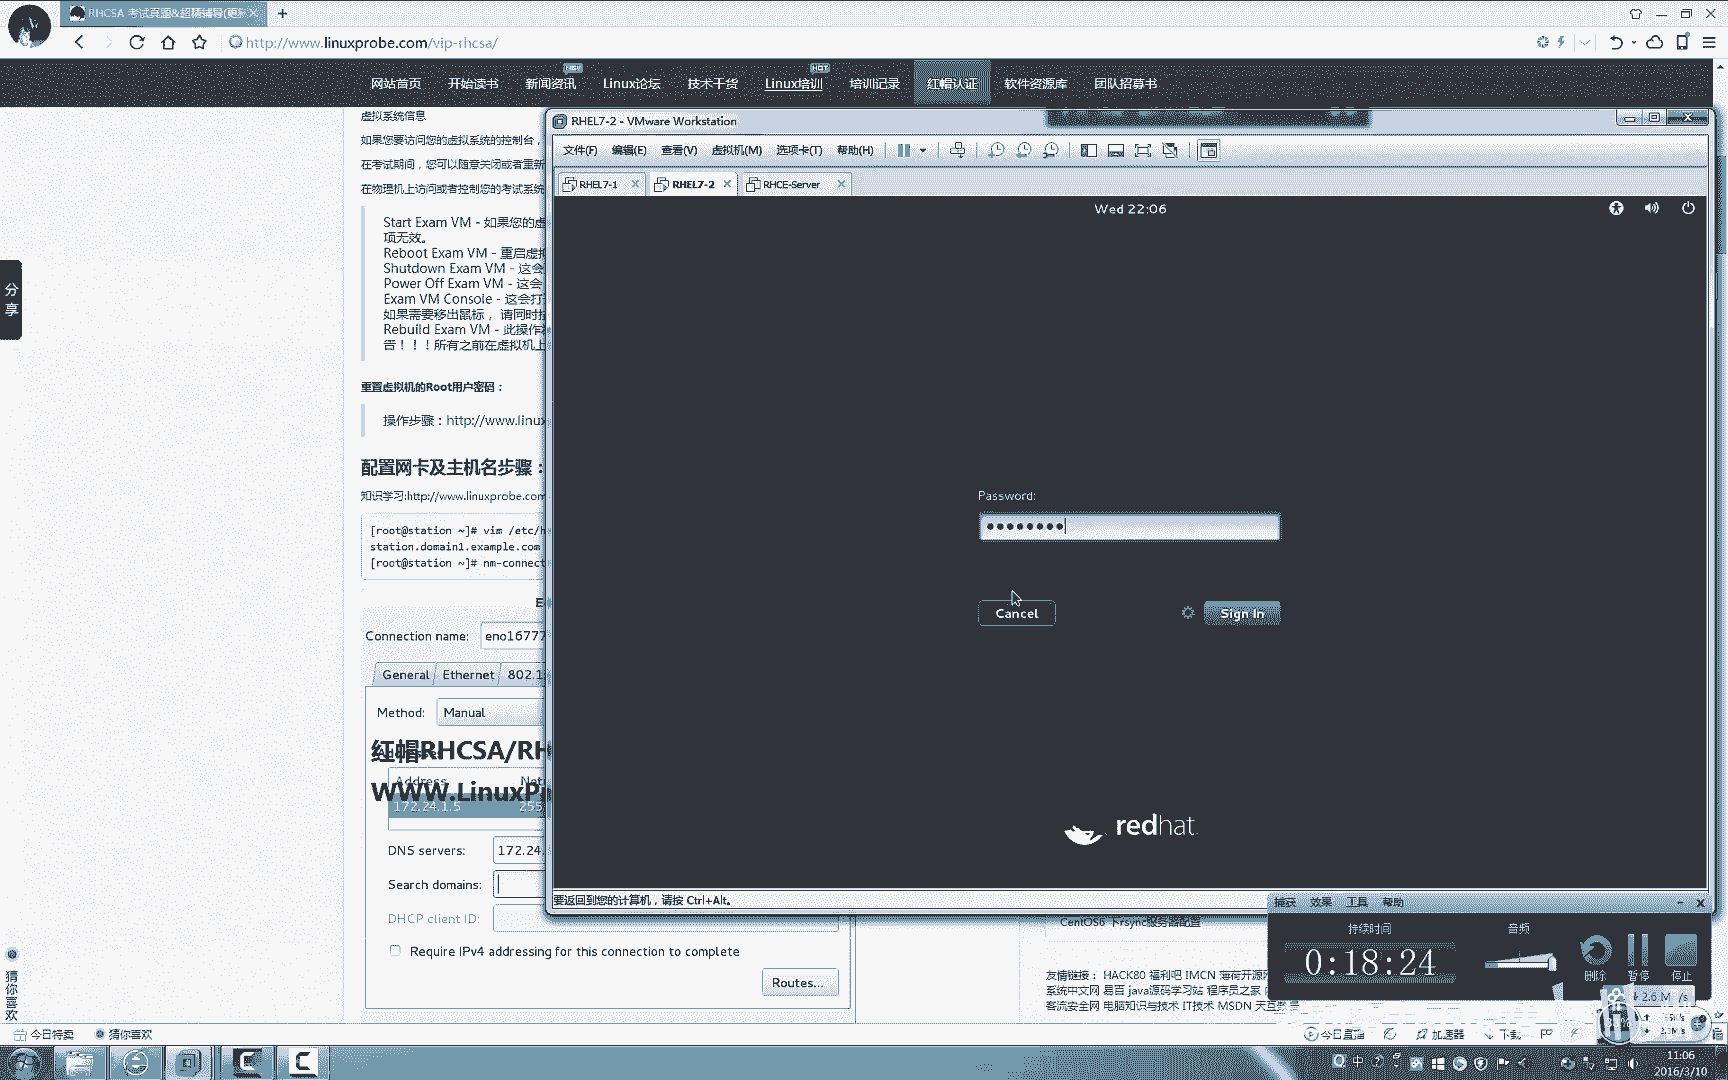 RHCSA 考试真题&超精辅导(更新
http://www.linuxprobe.com/vip-rhcsa/
网站首页 开始读书 新闻资讯 NEW Linux论坛 技术干货 Linux培训 HOT 培训记录 红帽认证 软件资源库 团队招募书
虚拟系统信息
如果您要访问您的虚拟系统的控制台，
在考试期间，您可以随意关闭或者重新
在物理机上访问或者控制您的考试系统
Start Exam VM - 如果您的虚
项无效。
Reboot Exam VM - 重启虚拟
Shutdown Exam VM - 这会
Power Off Exam VM - 这会
Exam VM Console - 这会打
如果需要移出鼠标， 请同时按
Rebuild Exam VM - 此操作
告！！！所有之前在虚拟机上
重置虚拟机的Root用户密码：
操作步骤：http://www.linux
配置网卡及主机名步骤：
知识学习:http://www.linuxprobe.com
[root@station ~]# vim /etc/h
station.domain1.example.com
[root@station ~]# nm-connect
Connection name: eno16777
General Ethernet 802.1
Method: Manual
红帽RHCSA/RH
Address Net
WWW.LinuxPr
172.24.1.5 255
DNS servers: 172.24.
Search domains:
DHCP client ID:
Require IPv4 addressing for this connection to complete
Routes...
分享
猜你喜欢
RHEL7-2 - VMware Workstation
文件(F) 编辑(E) 查看(V) 虚拟机(M) 选项卡(T) 帮助(H)
RHEL7-1 RHEL7-2 RHCE-Server
Wed 22:06
Password:
Cancel Sign In
redhat
要返回到您的计算机，请按 Ctrl+Alt。
CentOS6 下rsync服务器配置
友情链接： HACK80 福利吧 IMCN 薄荷开源网
系统中文网 易百 java源码学习站 程序员之家
客流安全网 电脑知识与技术 IT技术 MSDN 天互数据
捕获 效果 工具 帮助
持续时间 音频
0:18:24
删除 暂停 停止
2.6 M/s
今日特卖 猜你喜欢
今日直播 加速器 下载
11:06
2016/3/10